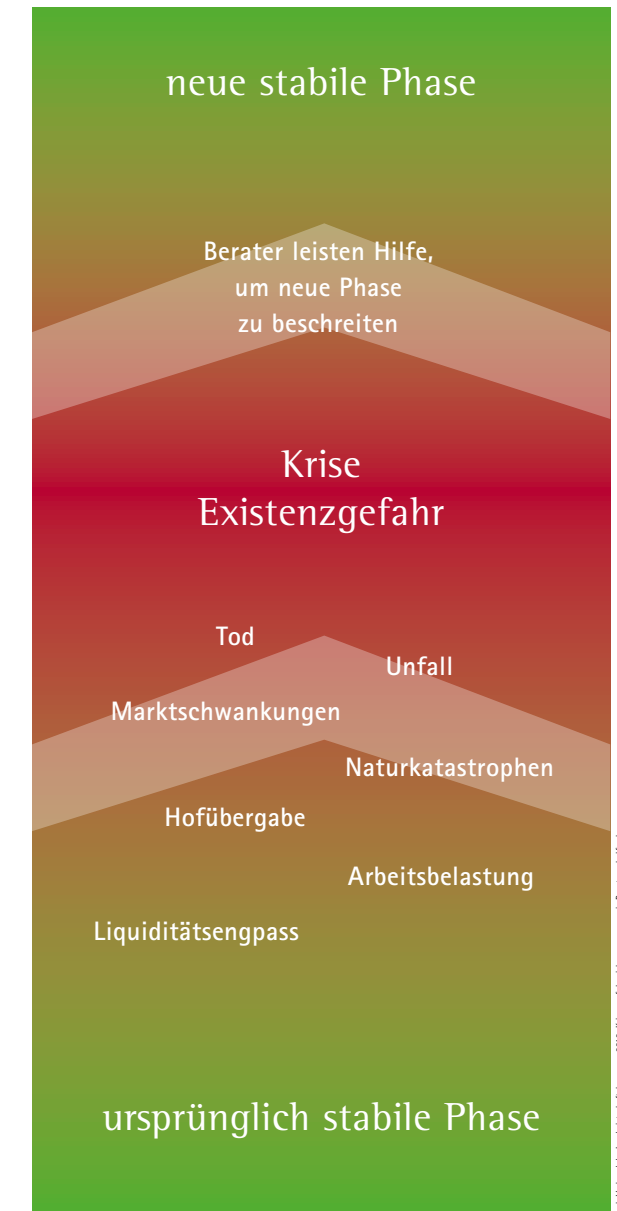 neue stabile Phase
Berater leisten Hilfe,
um neue Phase
zu beschreiten
Krise
Existenzgefahr
Tod
Unfall
Marktschwankungen
Naturkatastrophen
Hofübergabe
Arbeitsbelastung
Liquiditätsengpass
ursprünglich stabile Phase